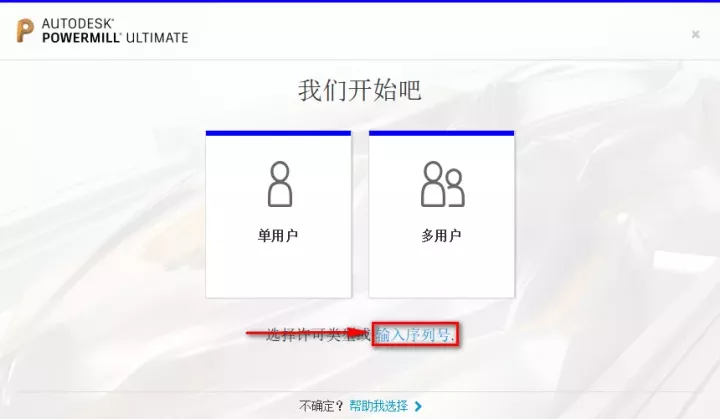 AUTODESK®
POWERMILL® ULTIMATE
我们开始吧
单用户
多用户
选择许可类型或 输入序列号.
不确定? 帮助我选择